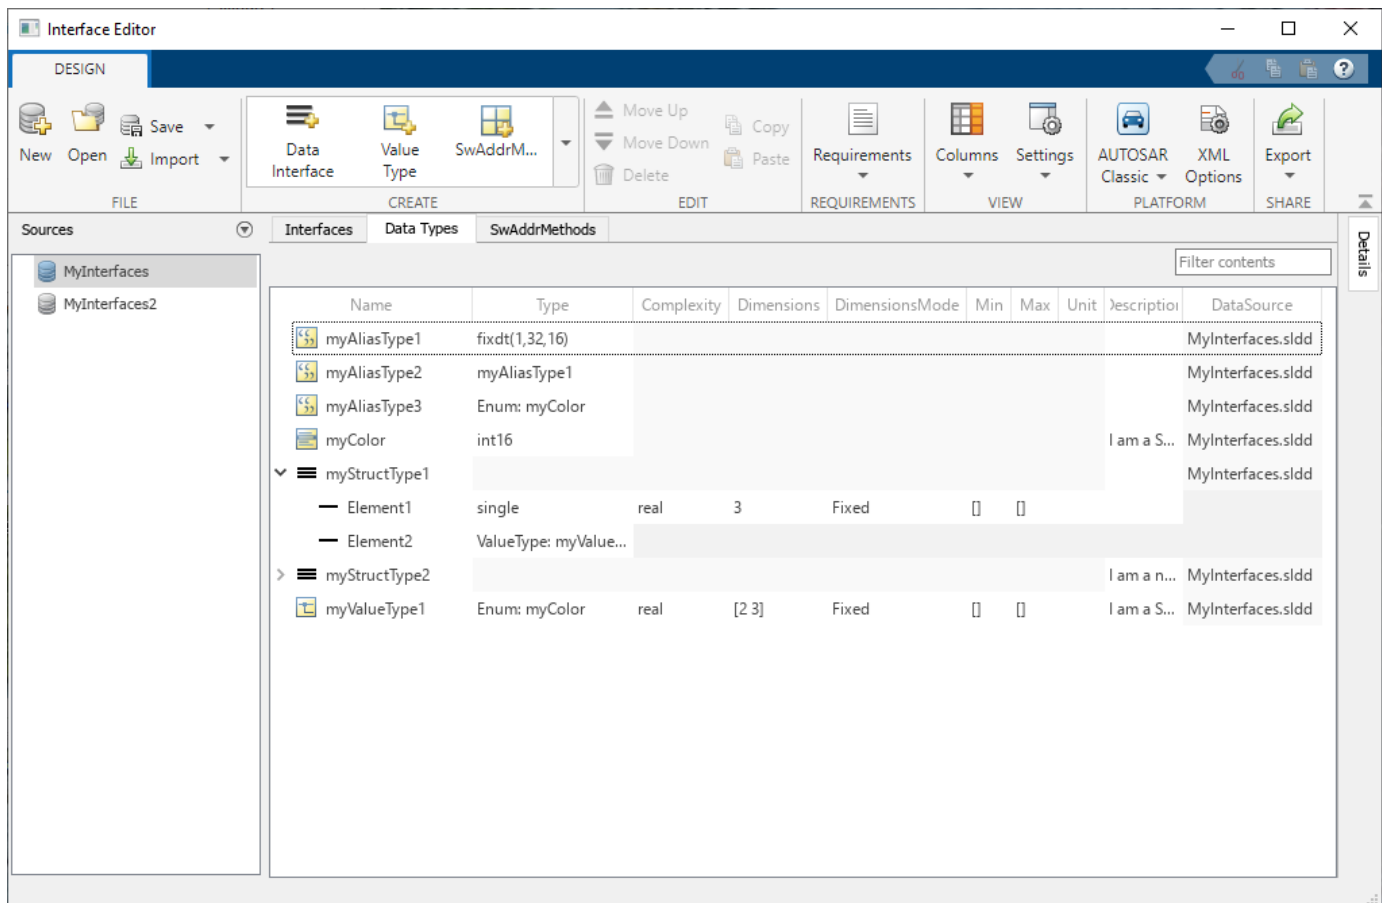 Interface Editor
DESIGN
New
Open
Save
Import
FILE
Data
Interface
Value
Type
SwAddrM...
CREATE
Move Up
Move Down
Delete
Copy
Paste
EDIT
Requirements
REQUIREMENTS
Columns
Settings
VIEW
AUTOSAR
Classic
XML
Options
PLATFORM
Export
SHARE
Sources
MyInterfaces
MyInterfaces2
Interfaces Data Types SwAddrMethods
Filter contents
Details
Name Type Complexity Dimensions DimensionsMode Min Max Unit Description DataSource
myAliasType1 fixdt(1,32,16) MyInterfaces.sldd
myAliasType2 myAliasType1 MyInterfaces.sldd
myAliasType3 Enum: myColor MyInterfaces.sldd
myColor int16 I am a S... MyInterfaces.sldd
myStructType1 MyInterfaces.sldd
Element1 single real 3 Fixed [] []
Element2 ValueType: myValue...
myStructType2 I am a n... MyInterfaces.sldd
myValueType1 Enum: myColor real [2 3] Fixed [] [] I am a S... MyInterfaces.sldd